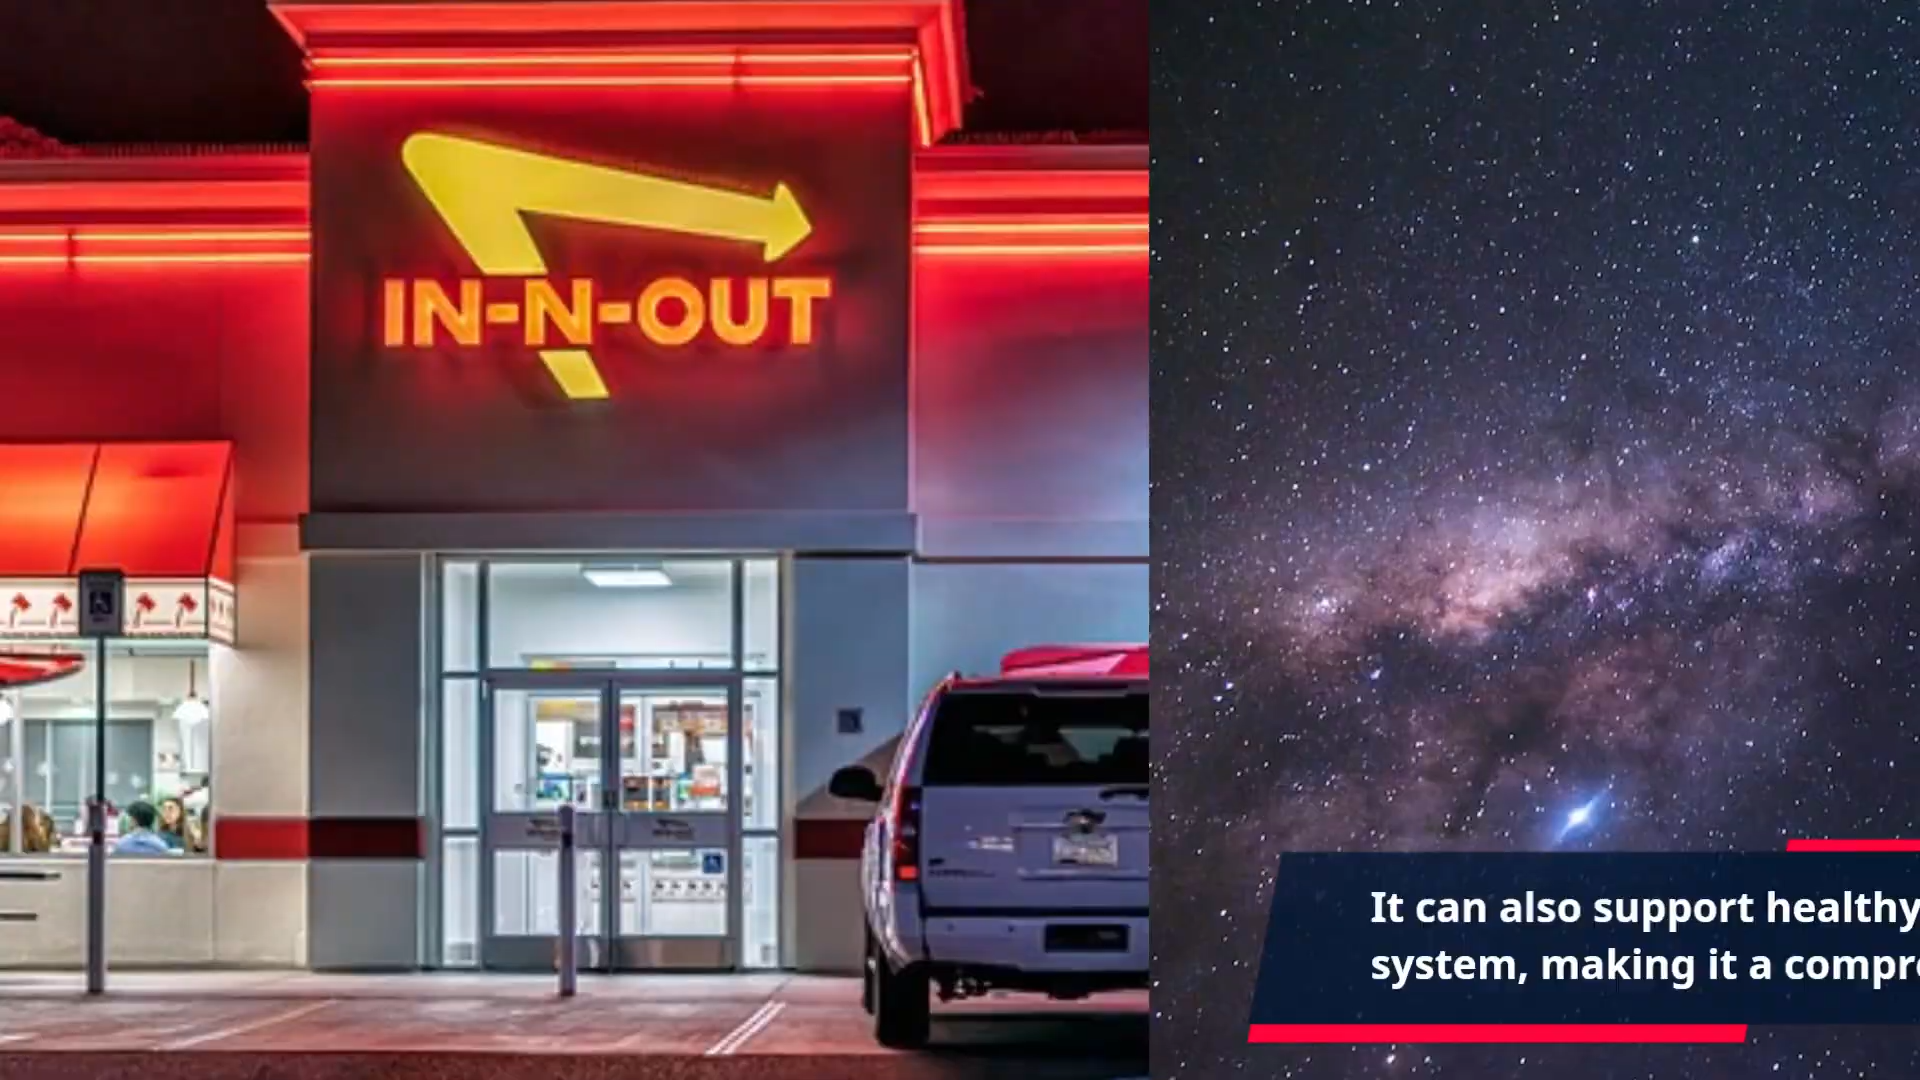 IN-N-OUT
It can also support healthy
system, making it a compr